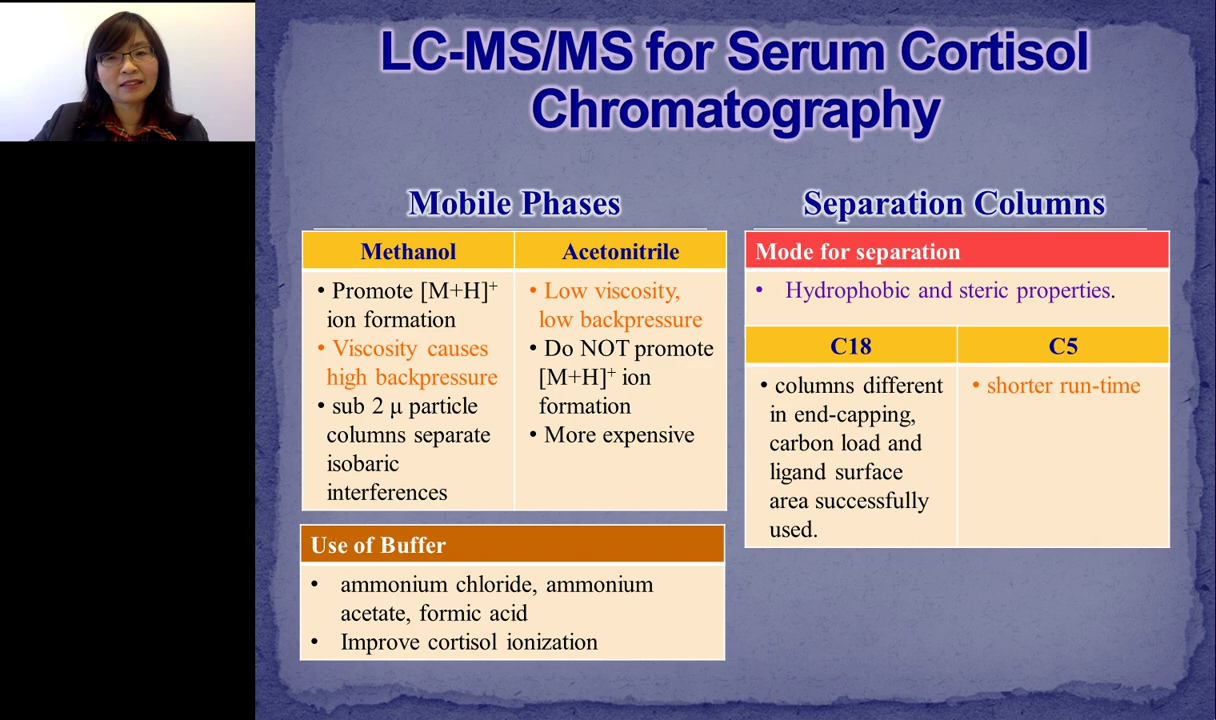 LC-MS/MS for Serum Cortisol
Chromatography
Mobile Phases
Methanol
Acetonitrile
• Promote [M+H]⁺
ion formation
• Viscosity causes
high backpressure
• sub 2 µ particle
columns separate
isobaric
interferences
• Low viscosity,
low backpressure
• Do NOT promote
[M+H]⁺ ion
formation
• More expensive
Use of Buffer
• ammonium chloride, ammonium
acetate, formic acid
• Improve cortisol ionization
Separation Columns
Mode for separation
• Hydrophobic and steric properties.
C18
C5
• columns different
in end-capping,
carbon load and
ligand surface
area successfully
used.
• shorter run-time